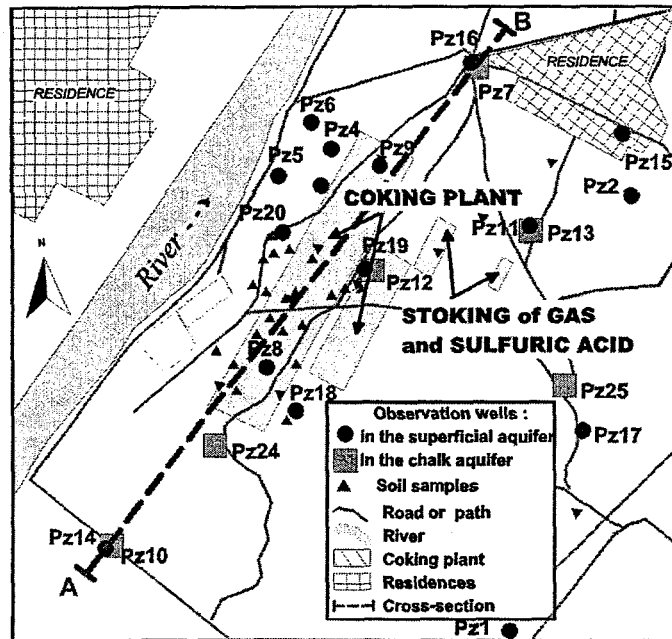 B
Pz16
RESIDENCE
RESIDENCE
Pz7
Pz6
Pz4
Pz9
Pz5
Pz15
Pz2
COKING PLANT
Pz20
Pz11
Pz13
Pz19
Pz12
River
N
STOKING of GAS
and SULFURIC ACID
Pz8
Pz25
Pz18
Pz17
Pz24
Observation wells :
in the superficial aquifer
In the chalk aquifer
Soil samples
Road or path
River
Coking plant
Residences
Cross-section
Pz14
Pz10
A
Pz1